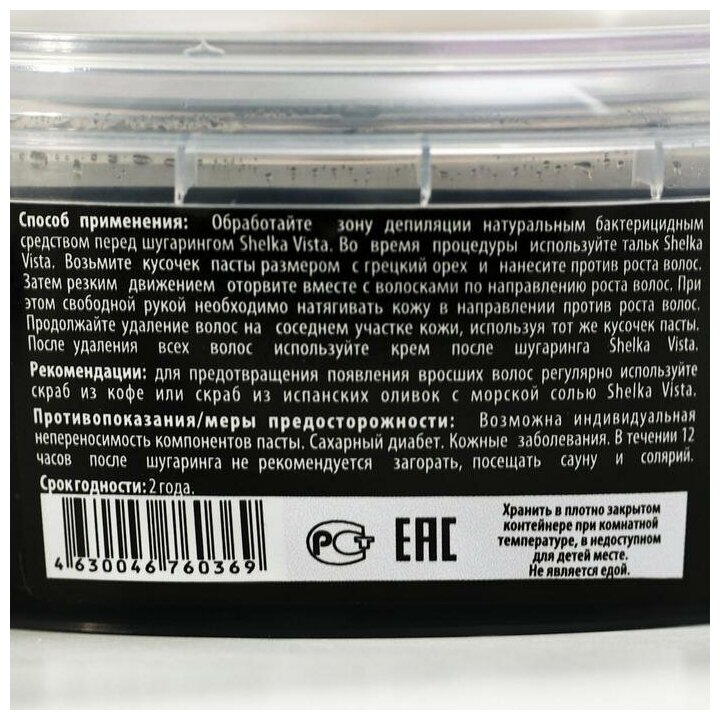 Способ применения: Обработайте зону депиляции натуральным бактерицидным
средством перед шугарингом Shelka Vista. Во время процедуры используйте тальк Shelka
Vista. Возьмите кусочек пасты размером с грецкий орех и нанесите против роста волос.
Затем резким движением оторвите вместе с волосками по направлению роста волос. При
этом свободной рукой необходимо натягивать кожу в направлении против роста волос.
Продолжайте удаление волос на соседнем участке кожи, используя тот же кусочек пасты.
После удаления всех волос используйте крем после шугаринга Shelka Vista.
Рекомендации: для предотвращения появления вросших волос регулярно используйте
скраб из кофе или скраб из испанских оливок с морской солью Shelka Vista.
Противопоказания/меры предосторожности: Возможна индивидуальная
непереносимость компонентов пасты. Сахарный диабет. Кожные заболевания. В течении 12
часов после шугаринга не рекомендуется загорать, посещать сауну и солярий.
Срок годности: 2 года.
4 630046 760369
РСТ
ЕАС
Хранить в плотно закрытом
контейнере при комнатной
температуре, в недоступном
для детей месте.
Не является едой.